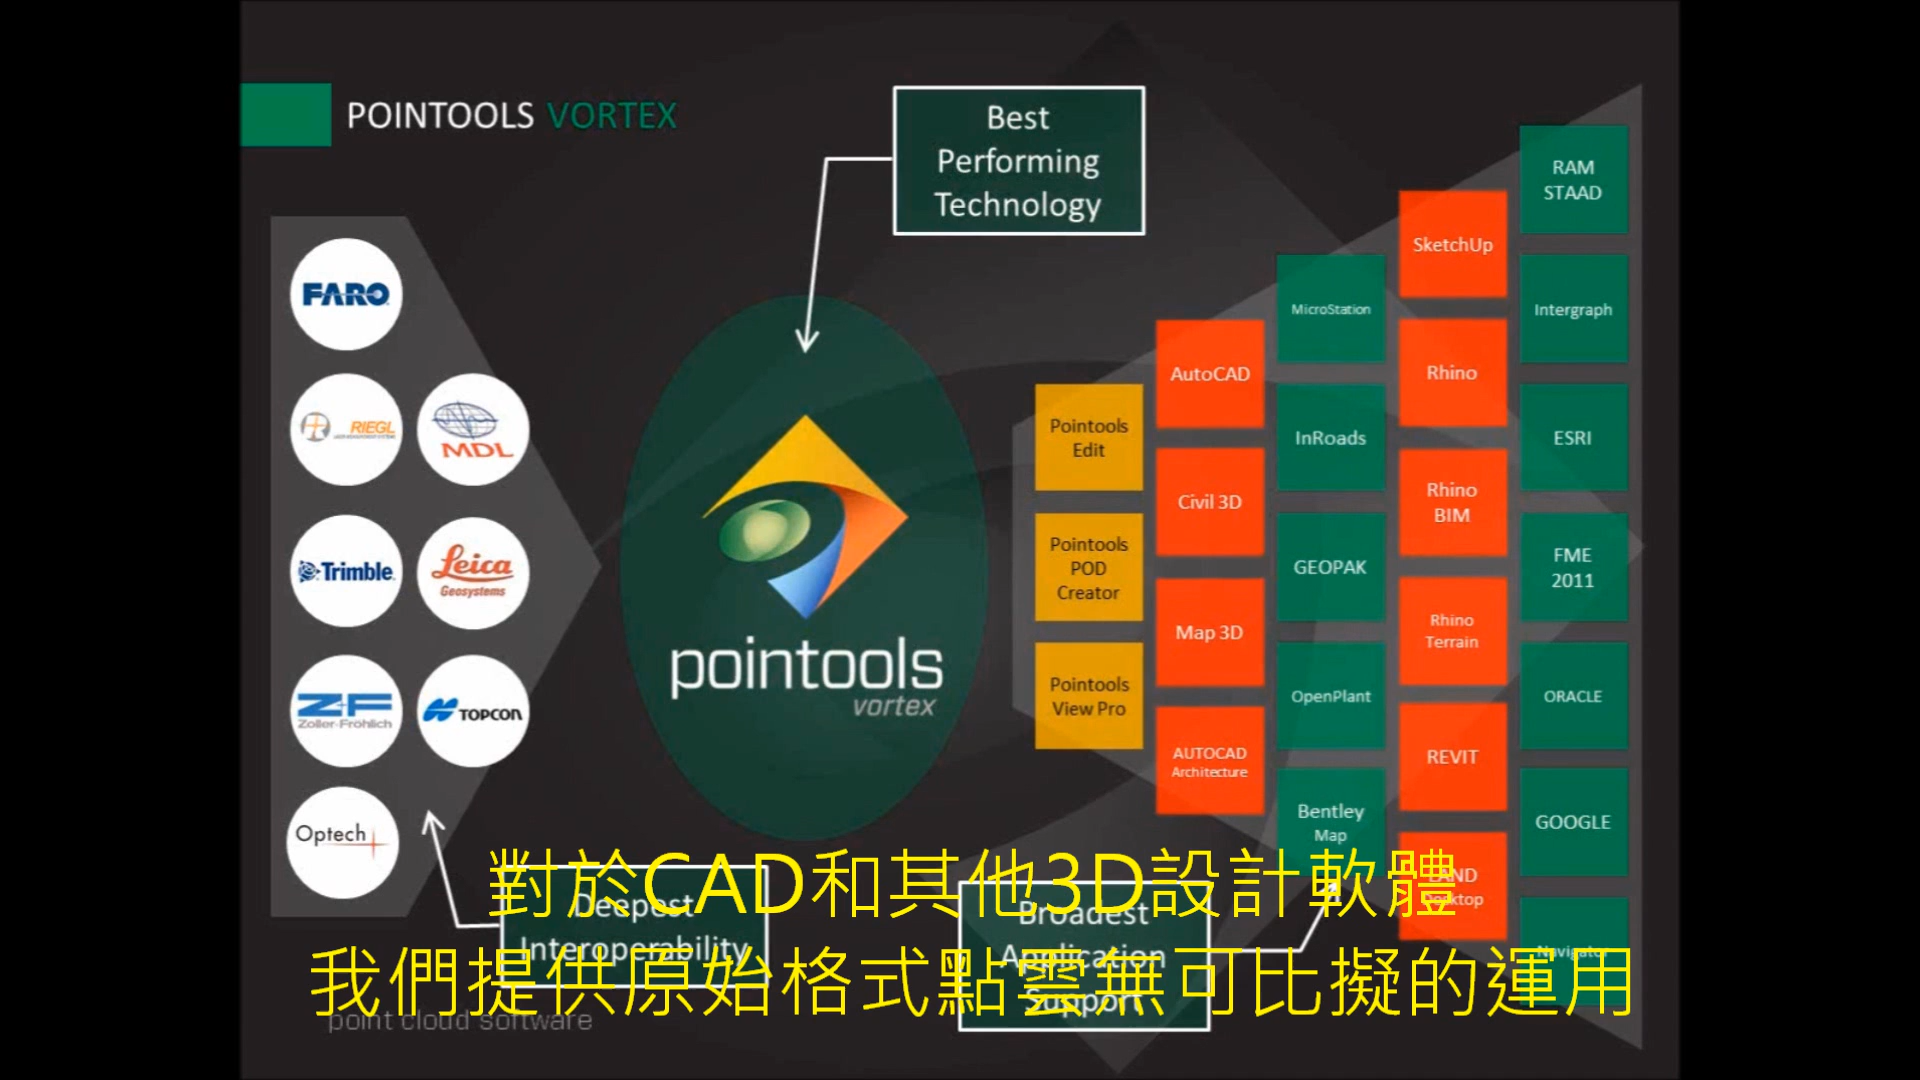 POINTOOLS VORTEX
Best
Performing
Technology
FARO
RIEGL
MDL
Trimble
Leica
Geosystems
Z+F
Zoller-Fröhlich
TOPCON
Optech
pointools
vortex
Pointools
Edit
Pointools
POD
Creator
Pointools
View Pro
AutoCAD
Civil 3D
Map 3D
AUTOCAD
Architecture
MicroStation
InRoads
GEOPAK
OpenPlant
Bentley
Map
SketchUp
Rhino
Rhino
BIM
Rhino
Terrain
REVIT
LAND
Desktop
RAM
STAAD
Intergraph
ESRI
FME
2011
ORACLE
GOOGLE
Navigator
Deepest
Interoperability
Broadest
Application
Support
對於CAD和其他3D設計軟體
我們提供原始格式點雲無可比擬的運用
point cloud software